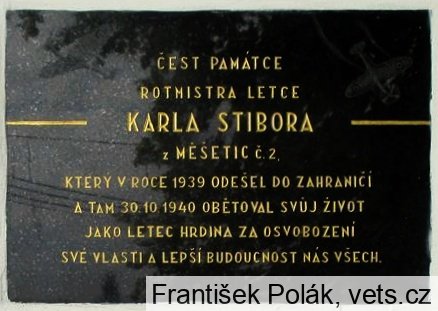 ČEST PAMÁTCE
ROTMISTRA LETCE
KARLA STIBORA
z MĚŠETIC č. 2,
KTERÝ V ROCE 1939 ODEŠEL DO ZAHRANIČÍ
A TAM 30.10.1940 OBĚTOVAL SVŮJ ŽIVOT
JAKO LETEC HRDINA ZA OSVOBOZENÍ
SVÉ VLASTI A LEPŠÍ BUDOUCNOST NÁS VŠECH.
František Polák, vets.cz